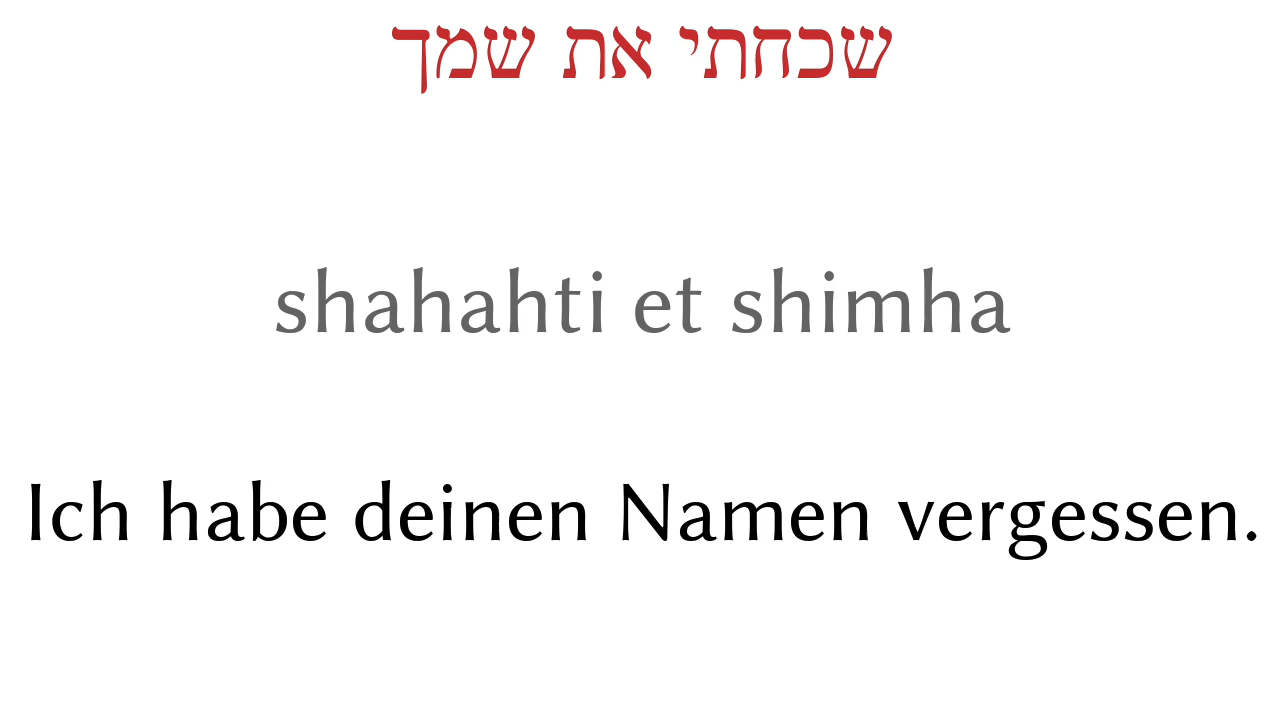 שכחתי את שמך
shahahti et shimha
Ich habe deinen Namen vergessen.